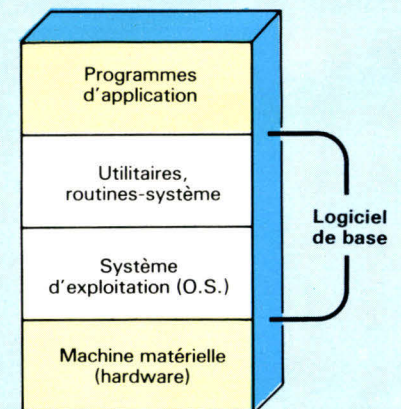 Programmes
d'application
Utilitaires,
routines-système
Logiciel
de base
Système
d'exploitation (O.S.)
Machine matérielle
(hardware)